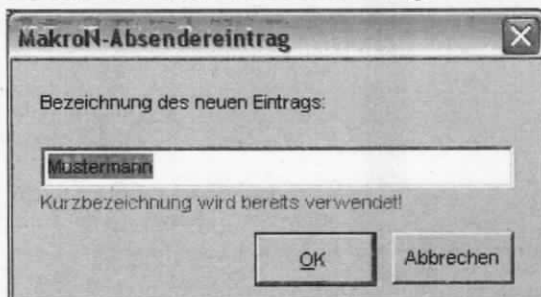 MakroN-Absendereintrag
Bezeichnung des neuen Eintrags:
Mustermann
Kurzbezeichnung wird bereits verwendet!
OK
Abbrechen